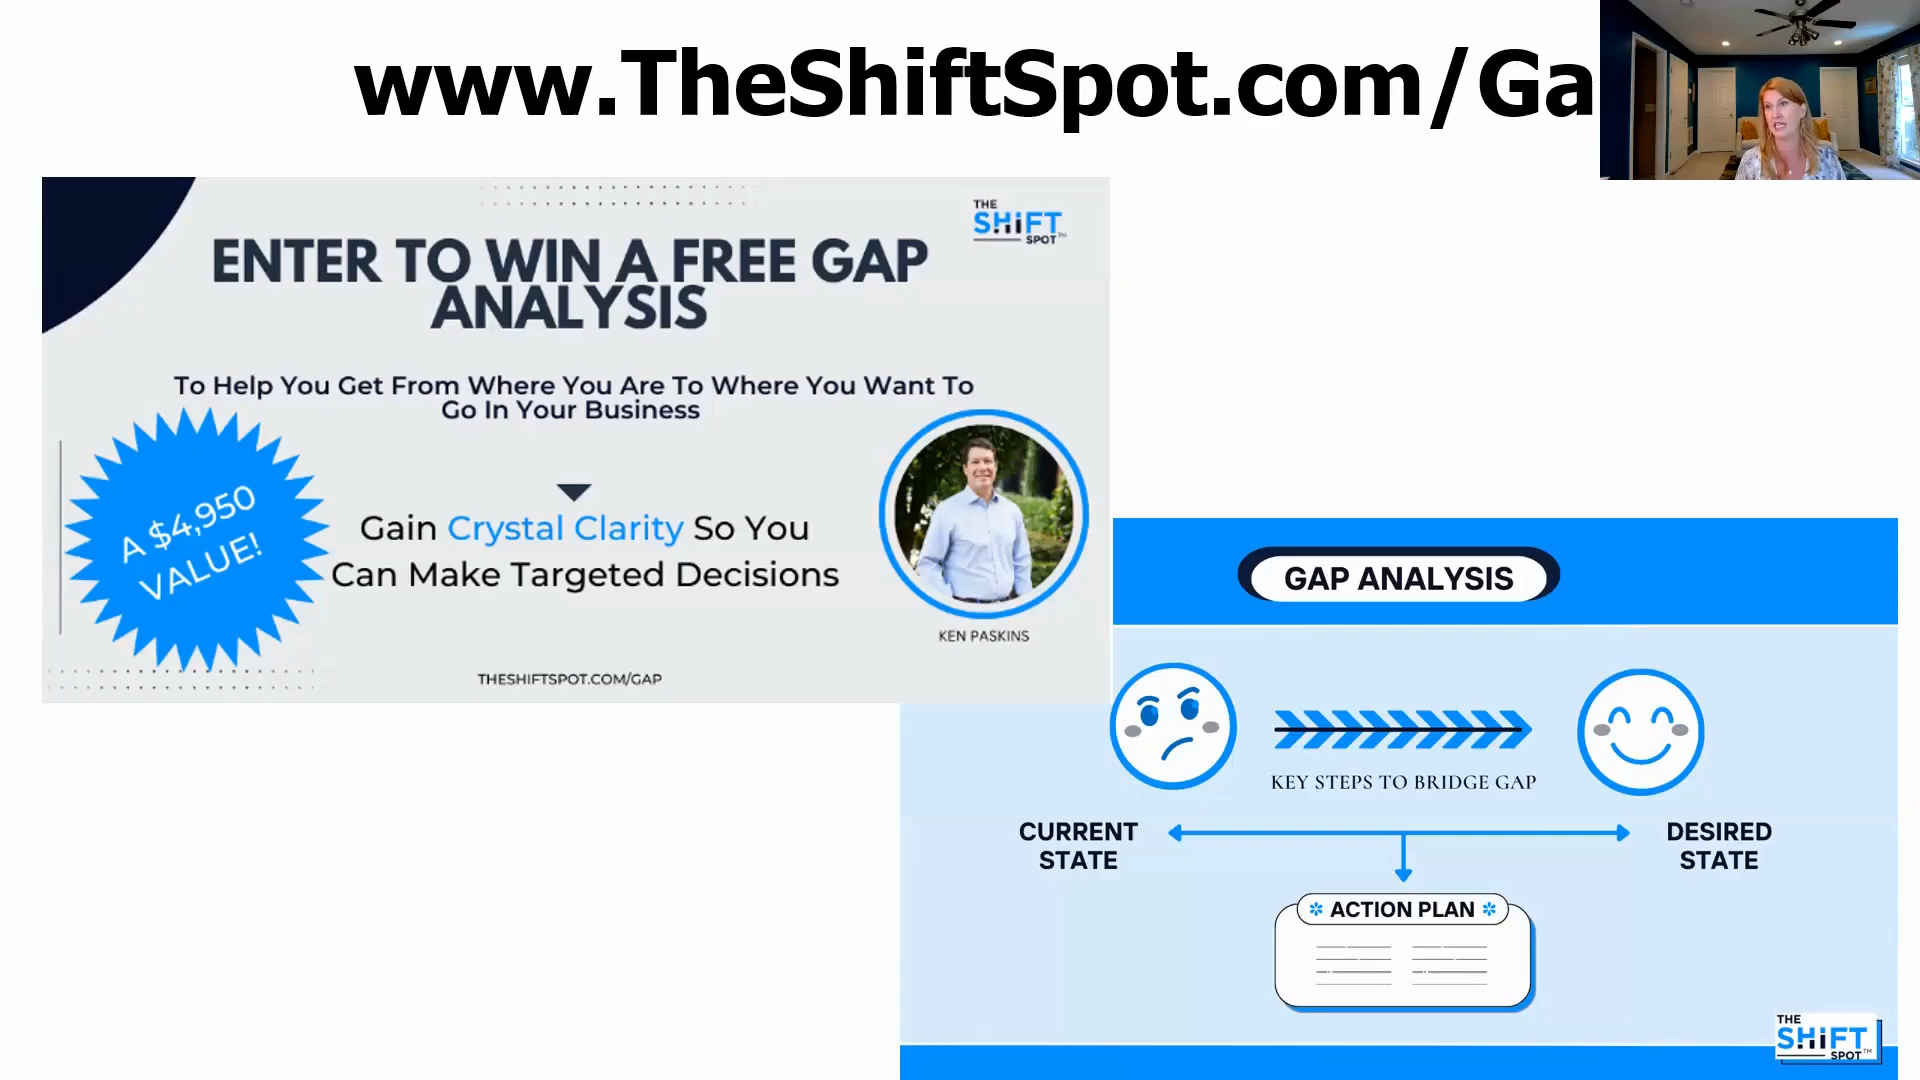 www.TheShiftSpot.com/Ga
THE
SHiFT
SPOT™
ENTER TO WIN A FREE GAP
ANALYSIS
To Help You Get From Where You Are To Where You Want To
Go In Your Business
A $4,950
VALUE!
Gain Crystal Clarity So You
Can Make Targeted Decisions
KEN PASKINS
THESHIFTSPOT.COM/GAP
GAP ANALYSIS
KEY STEPS TO BRIDGE GAP
CURRENT
STATE
DESIRED
STATE
ACTION PLAN
THE
SHiFT
SPOT™